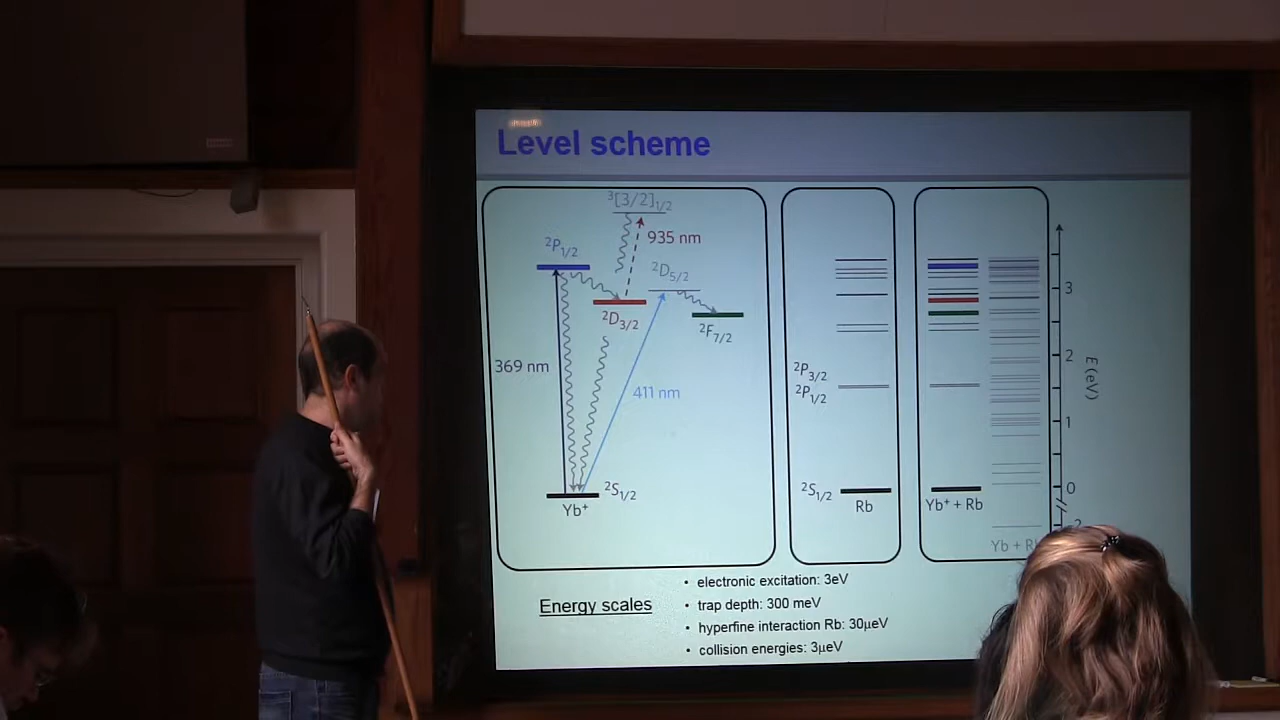 Level scheme
³[3/2]₁/₂
935 nm
²P₁/₂
²D₅/₂
²D₃/₂
²F₇/₂
369 nm
411 nm
²S₁/₂
Yb⁺
²P₃/₂
²P₁/₂
²S₁/₂
Rb
Yb⁺ + Rb
Yb + R
3
2
1
0
E (eV)
Energy scales
• electronic excitation: 3eV
• trap depth: 300 meV
• hyperfine interaction Rb: 30µeV
• collision energies: 3µeV